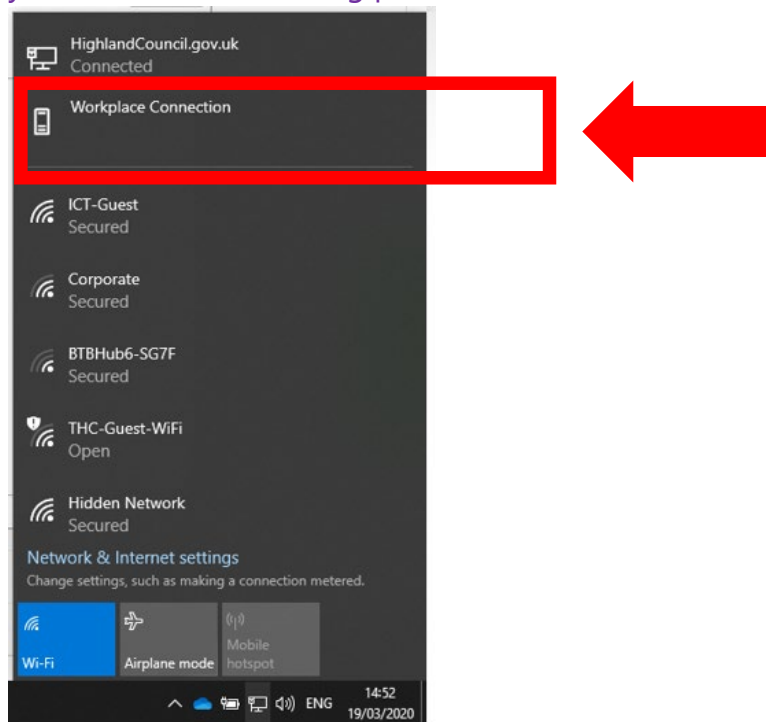 HighlandCouncil.gov.uk
Connected
Workplace Connection
ICT-Guest
Secured
Corporate
Secured
BTBHub6-SG7F
Secured
THC-Guest-WiFi
Open
Hidden Network
Secured
Network & Internet settings
Change settings, such as making a connection metered.
Mobile
Wi-Fi Airplane mode hotspot
ENG 14:52
19/03/2020